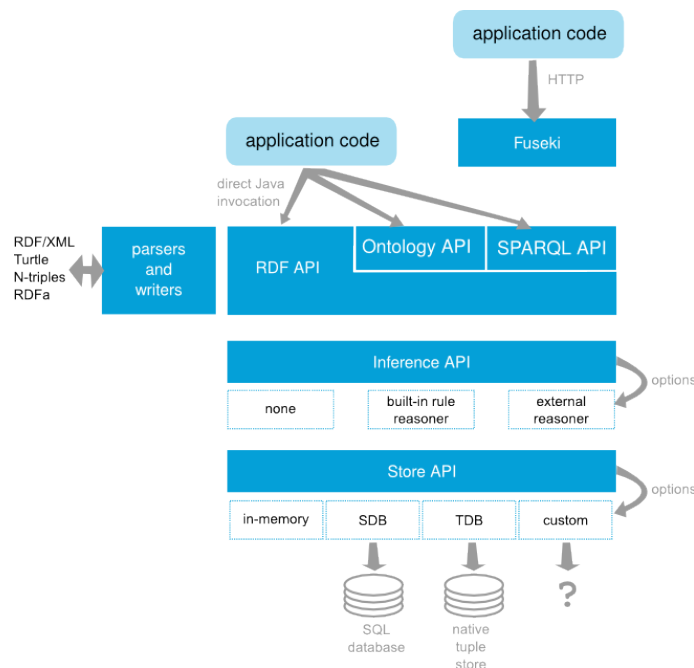 application code
HTTP
Fuseki
application code
direct Java
invocation
RDF/XML
Turtle
N-triples
RDFa
parsers
and
writers
RDF API
Ontology API
SPARQL API
Inference API
options
none
built-in rule
reasoner
external
reasoner
Store API
options
in-memory
SDB
TDB
custom
SQL
database
native
tuple
store
?